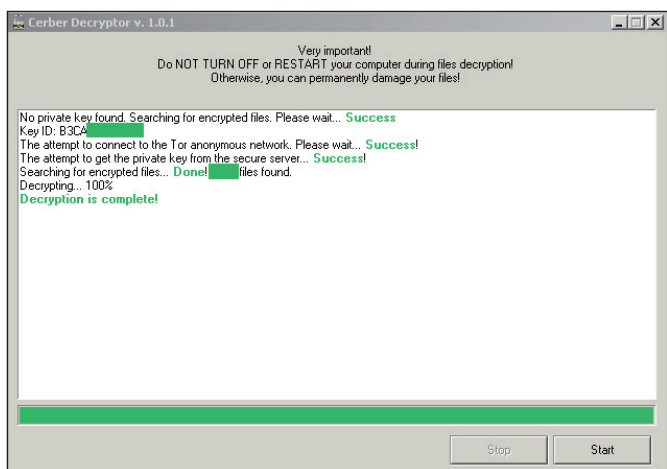 Cerber Decryptor v. 1.0.1
Very important!
Do NOT TURN OFF or RESTART your computer during files decryption!
Otherwise, you can permanently damage your files!
No private key found. Searching for encrypted files. Please wait... Success
Key ID: B3CA
The attempt to connect to the Tor anonymous network. Please wait... Success!
The attempt to get the private key from the secure server... Success!
Searching for encrypted files... Done! files found.
Decrypting... 100%
Decryption is complete!
Stop
Start